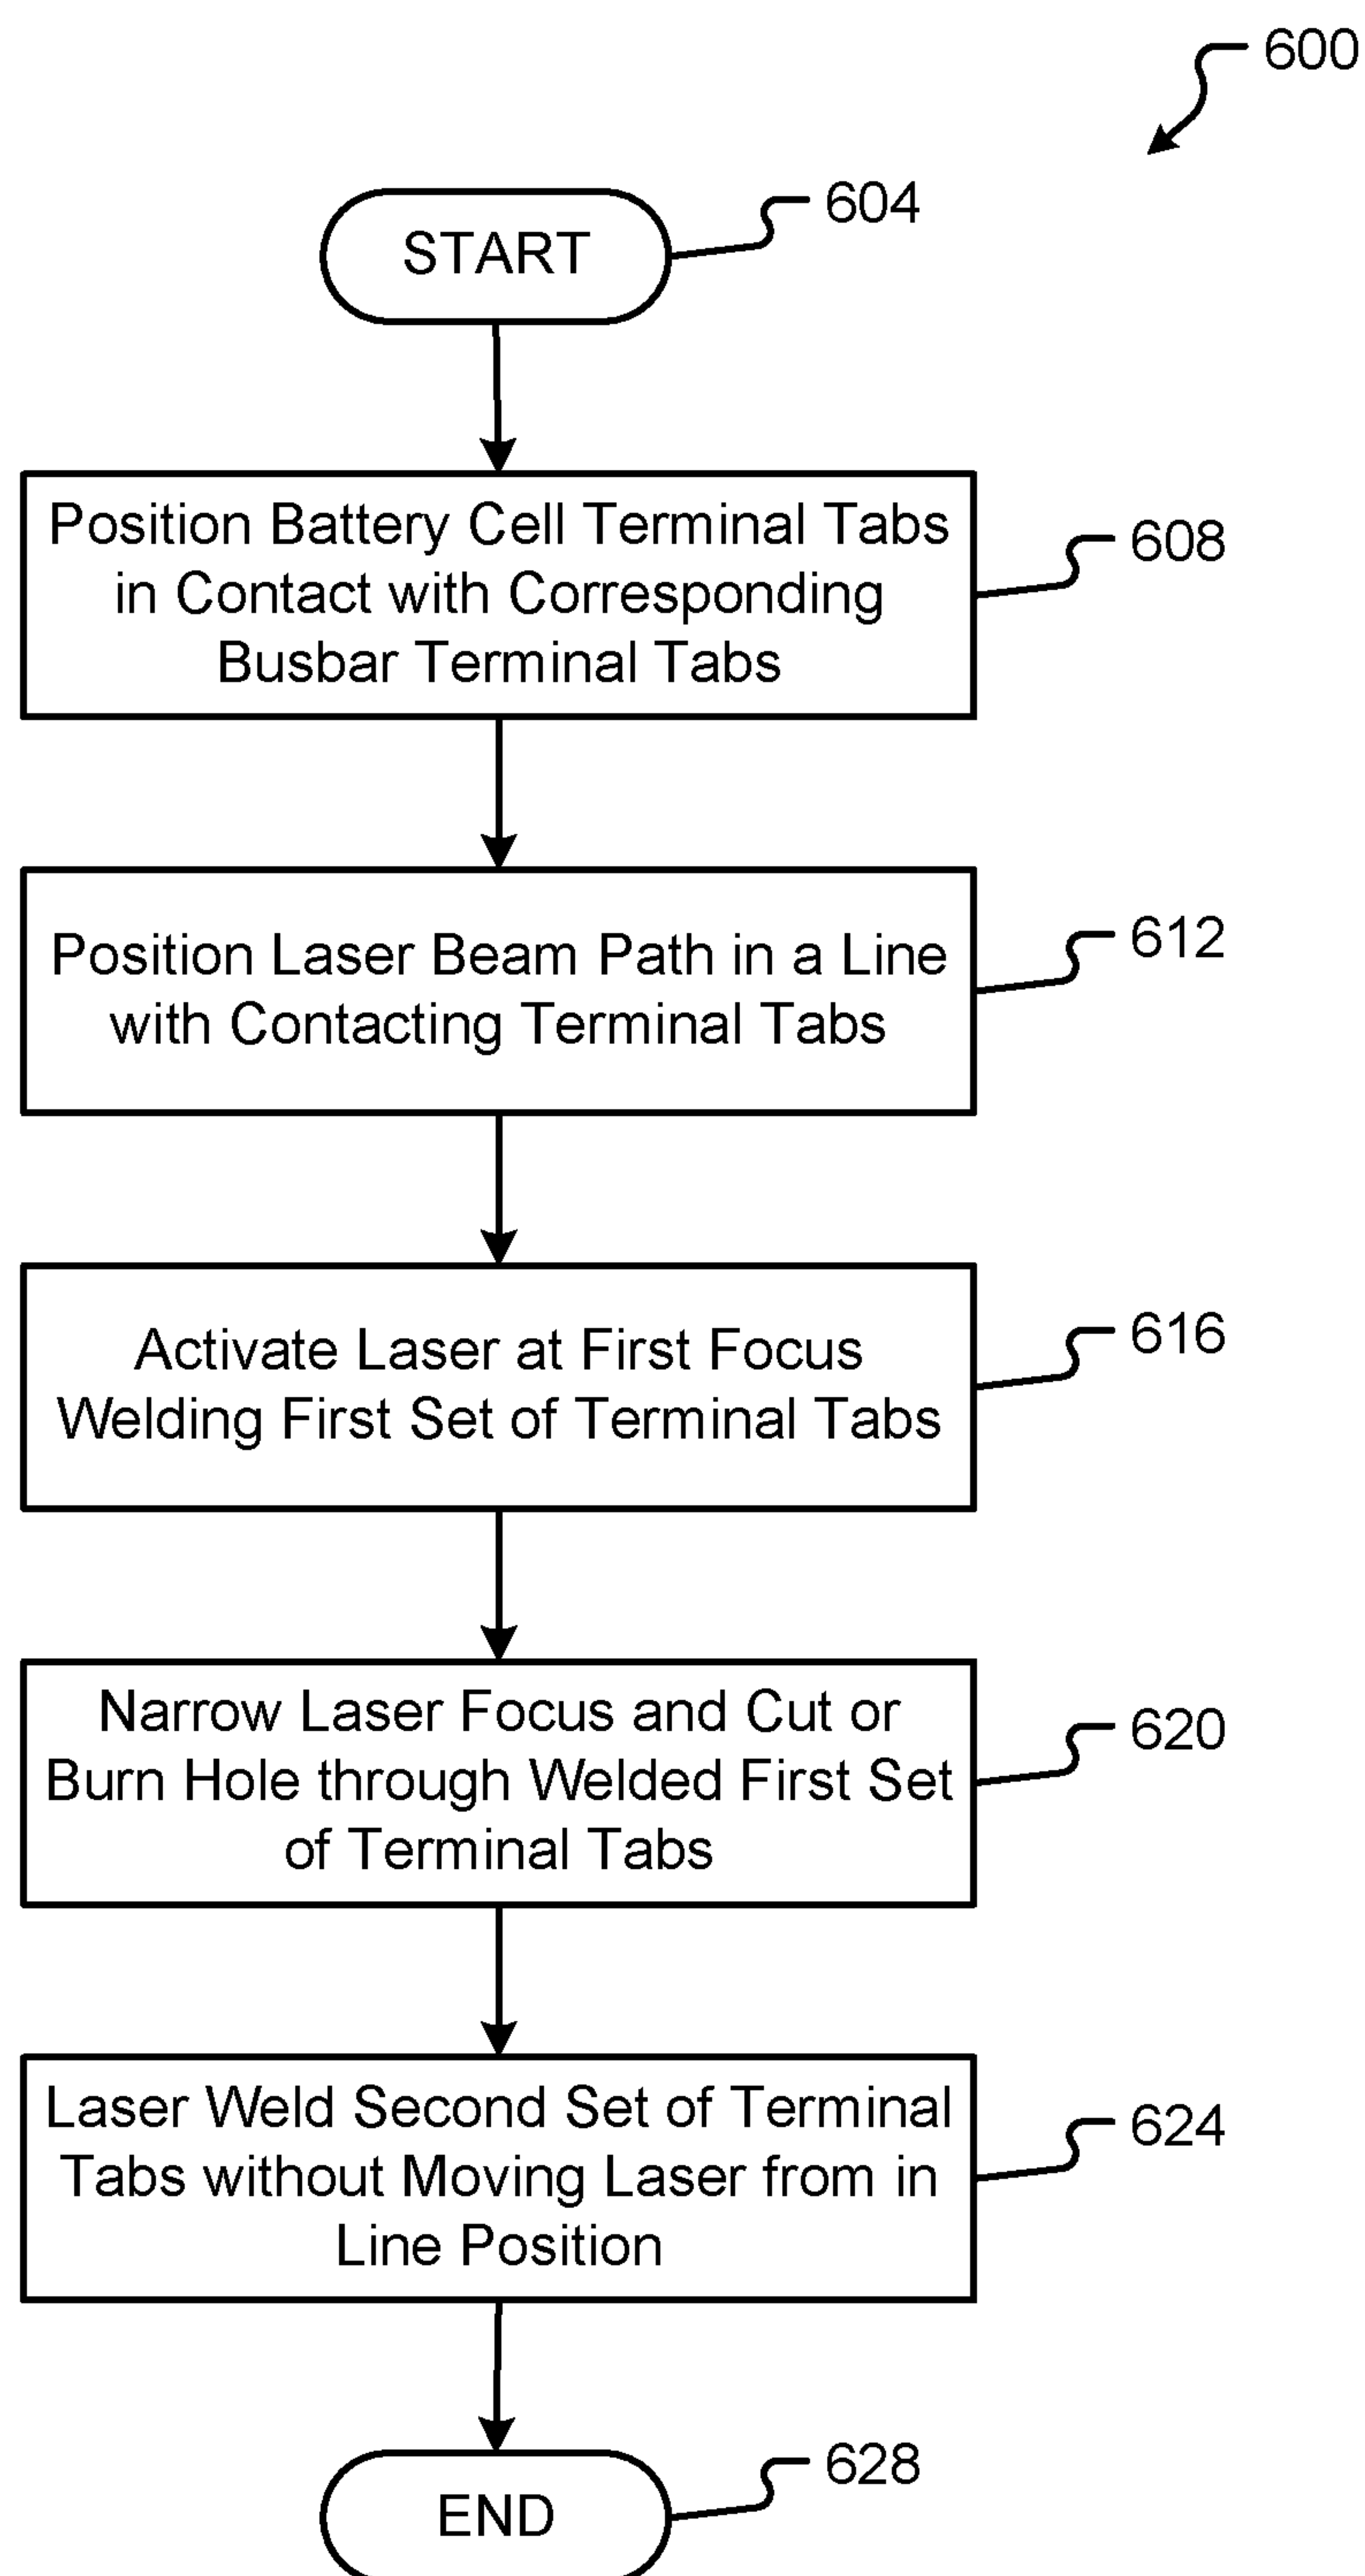 600
604
START
Position Battery Cell Terminal Tabs
in Contact with Corresponding
Busbar Terminal Tabs
608
Position Laser Beam Path in a Line
with Contacting Terminal Tabs
612
Activate Laser at First Focus
Welding First Set of Terminal Tabs
616
Narrow Laser Focus and Cut or
Burn Hole through Welded First Set
of Terminal Tabs
620
Laser Weld Second Set of Terminal
Tabs without Moving Laser from in
Line Position
624
628
END